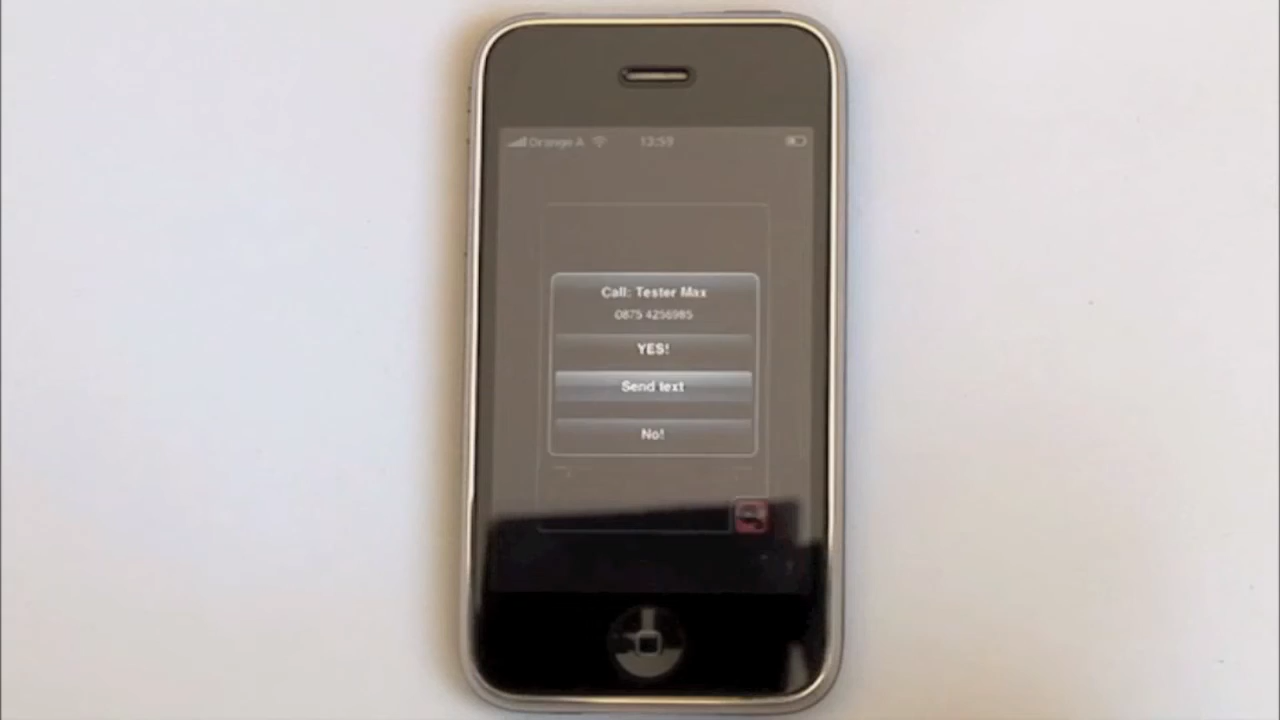 Orange A 13:59
Call: Tester Max
0875 4256985
YES!
Send text
No!